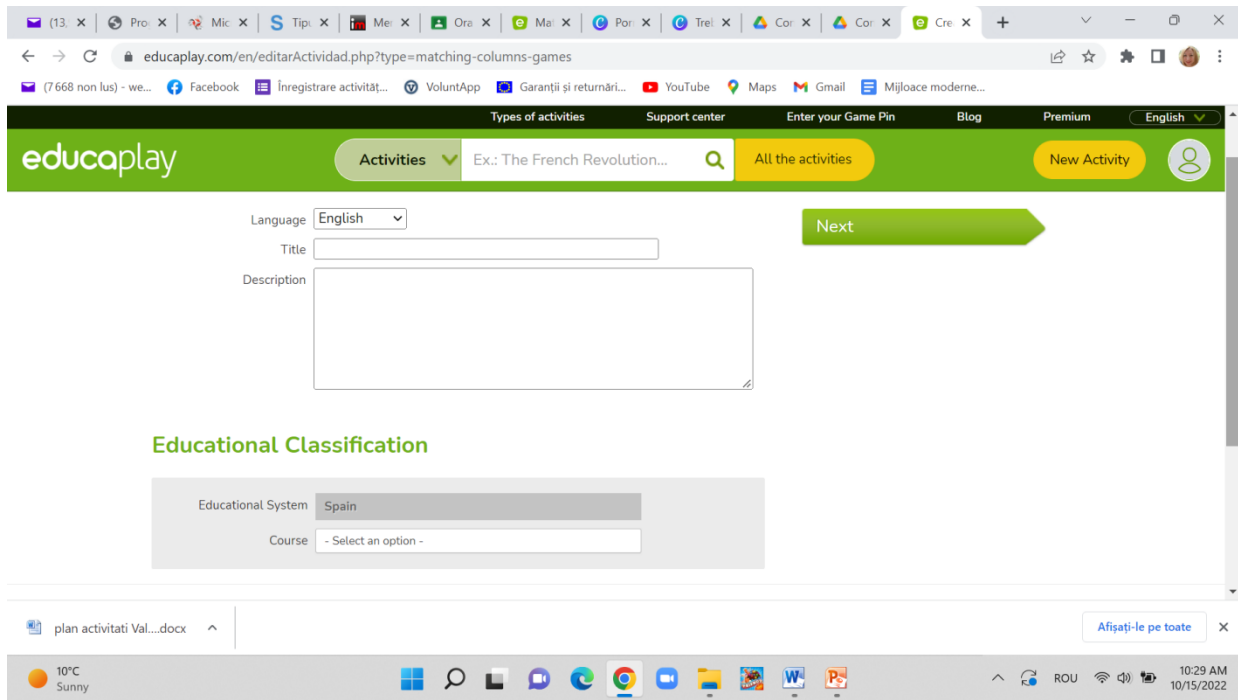 (13. Pro Mic Tipu Mer Ora Mat Por Trei Cor Cor Cre
educaplay.com/en/editarActividad.php?type=matching-columns-games
(7 668 non lus) - we... Facebook Înregistrare activităț... VoluntApp Garanții și returnări... YouTube Maps Gmail Mijloace moderne...
Types of activities Support center Enter your Game Pin Blog Premium English
educaplay Activities Ex.: The French Revolution... All the activities New Activity
Language English Next
Title
Description
Educational Classification
Educational System Spain
Course - Select an option -
plan activitati Val....docx Afișați-le pe toate
10°C ROU 10:29 AM
Sunny 10/15/2022